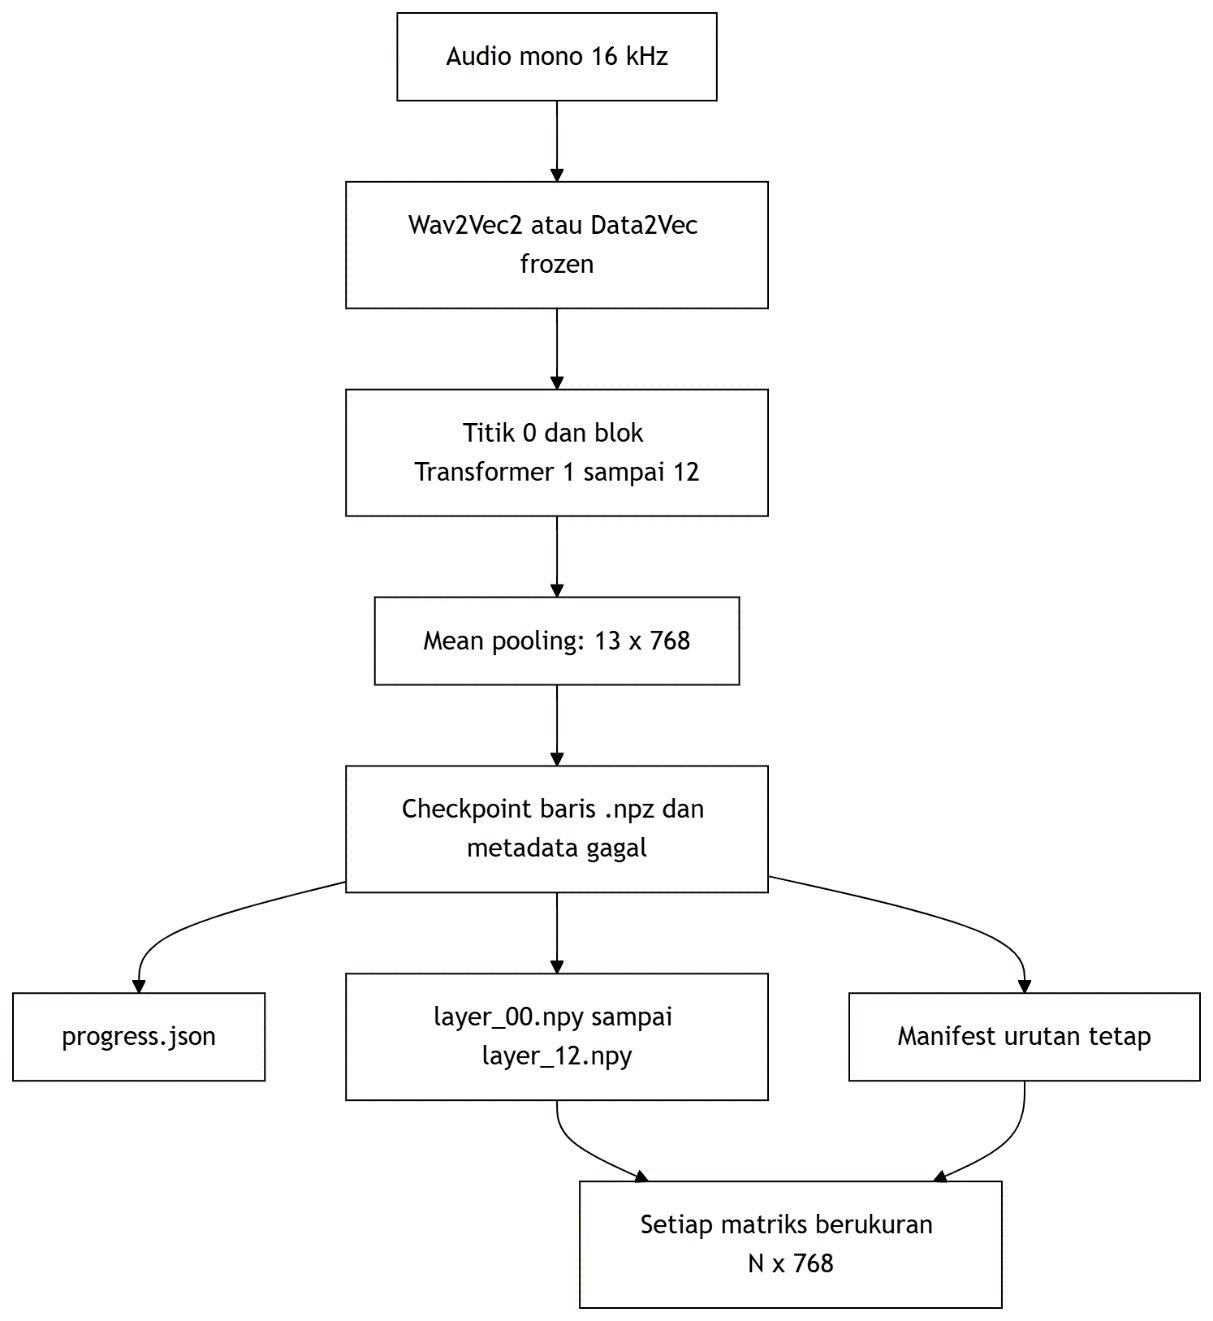 Audio mono 16 kHz
Wav2Vec2 atau Data2Vec
frozen
Titik 0 dan blok
Transformer 1 sampai 12
Mean pooling: 13 x 768
Checkpoint baris .npz dan
metadata gagal
progress.json
layer_00.npy sampai
layer_12.npy
Manifest urutan tetap
Setiap matriks berukuran
N x 768